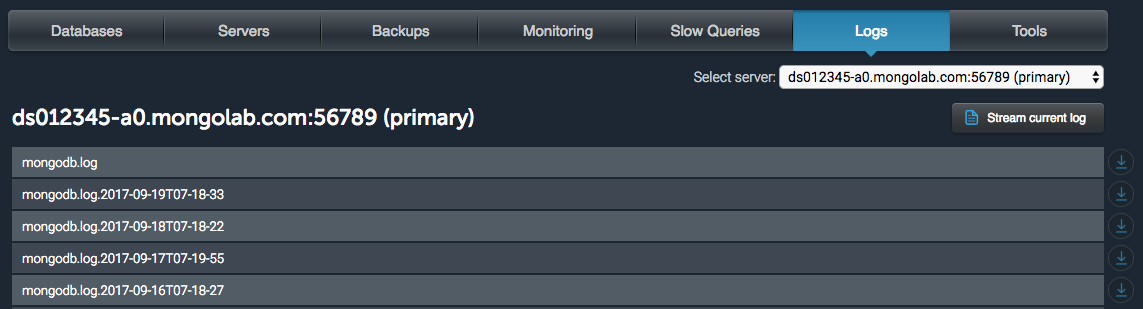 Databases Servers Backups Monitoring Slow Queries Logs Tools
Select server: ds012345-a0.mongolab.com:56789 (primary)
ds012345-a0.mongolab.com:56789 (primary) Stream current log
mongodb.log
mongodb.log.2017-09-19T07-18-33
mongodb.log.2017-09-18T07-18-22
mongodb.log.2017-09-17T07-19-55
mongodb.log.2017-09-16T07-18-27